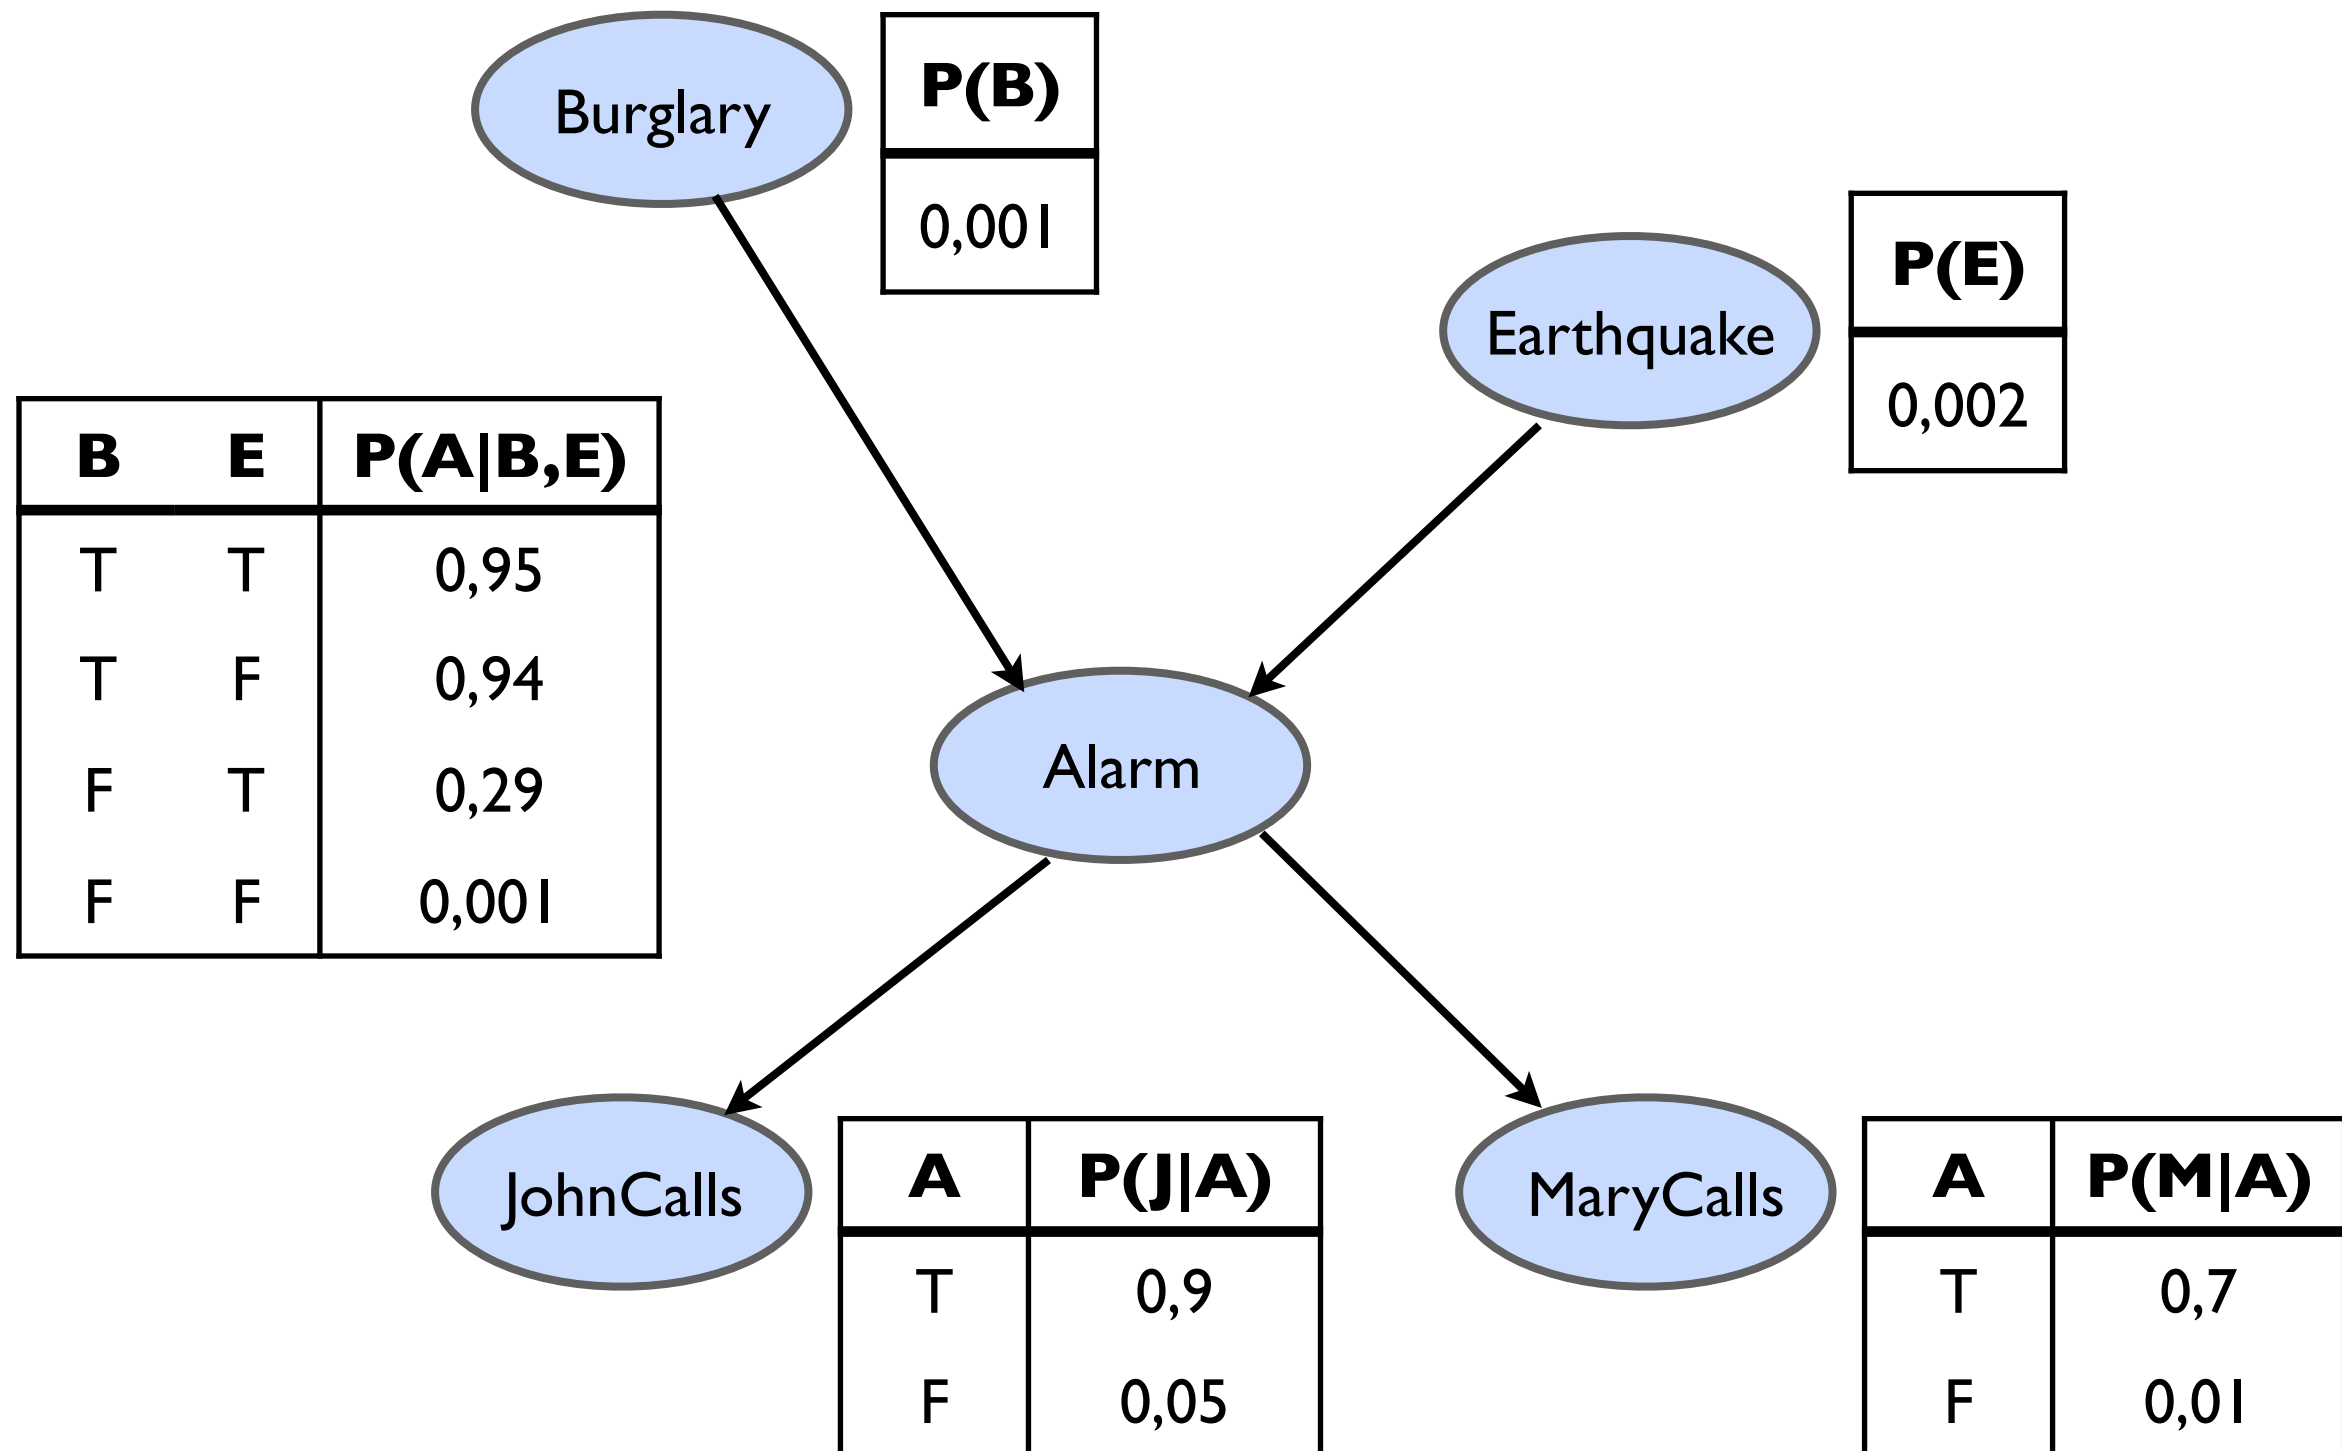 Burglary
P(B)
0,001
Earthquake
P(E)
0,002
B E P(A|B,E)
T T 0,95
T F 0,94
F T 0,29
F F 0,001
Alarm
JohnCalls
A P(J|A)
T 0,9
F 0,05
MaryCalls
A P(M|A)
T 0,7
F 0,01